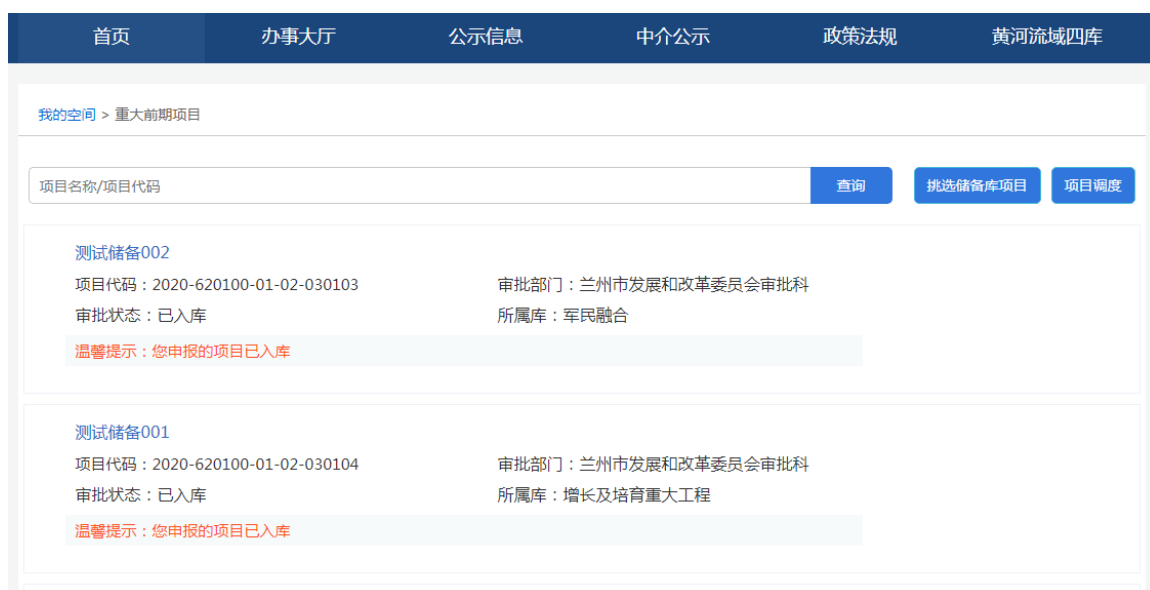 首页 办事大厅 公示信息 中介公示 政策法规 黄河流域四库
我的空间 > 重大前期项目
项目名称/项目代码 查询 挑选储备库项目 项目调度
测试储备002
项目代码：2020-620100-01-02-030103 审批部门：兰州市发展和改革委员会审批科
审批状态：已入库 所属库：军民融合
温馨提示：您申报的项目已入库
测试储备001
项目代码：2020-620100-01-02-030104 审批部门：兰州市发展和改革委员会审批科
审批状态：已入库 所属库：增长及培育重大工程
温馨提示：您申报的项目已入库